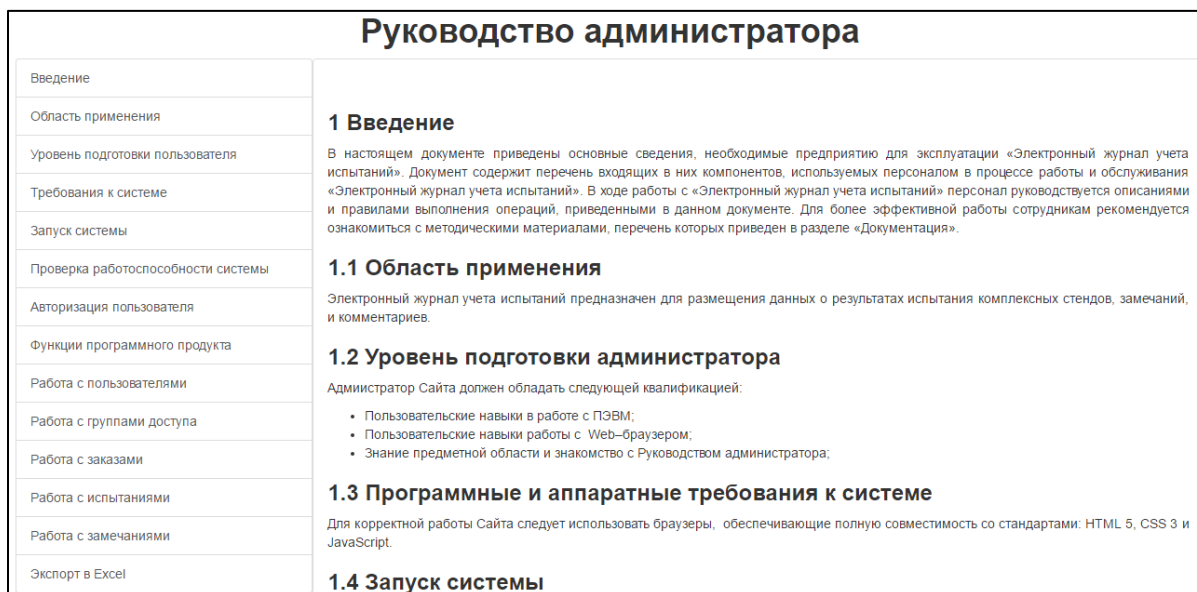 Руководство администратора
Введение
Область применения
Уровень подготовки пользователя
Требования к системе
Запуск системы
Проверка работоспособности системы
Авторизация пользователя
Функции программного продукта
Работа с пользователями
Работа с группами доступа
Работа с заказами
Работа с испытаниями
Работа с замечаниями
Экспорт в Excel
1 Введение
В настоящем документе приведены основные сведения, необходимые предприятию для эксплуатации «Электронный журнал учета
испытаний». Документ содержит перечень входящих в них компонентов, используемых персоналом в процессе работы и обслуживания
«Электронный журнал учета испытаний». В ходе работы с «Электронный журнал учета испытаний» персонал руководствуется описаниями
и правилами выполнения операций, приведенными в данном документе. Для более эффективной работы сотрудникам рекомендуется
ознакомиться с методическими материалами, перечень которых приведен в разделе «Документация».
1.1 Область применения
Электронный журнал учета испытаний предназначен для размещения данных о результатах испытания комплексных стендов, замечаний,
и комментариев.
1.2 Уровень подготовки администратора
Адмиистратор Сайта должен обладать следующей квалификацией:
• Пользовательские навыки в работе с ПЭВМ;
• Пользовательские навыки работы с Web–браузером;
• Знание предметной области и знакомство с Руководством администратора;
1.3 Программные и аппаратные требования к системе
Для корректной работы Сайта следует использовать браузеры, обеспечивающие полную совместимость со стандартами: HTML 5, CSS 3 и
JavaScript.
1.4 Запуск системы